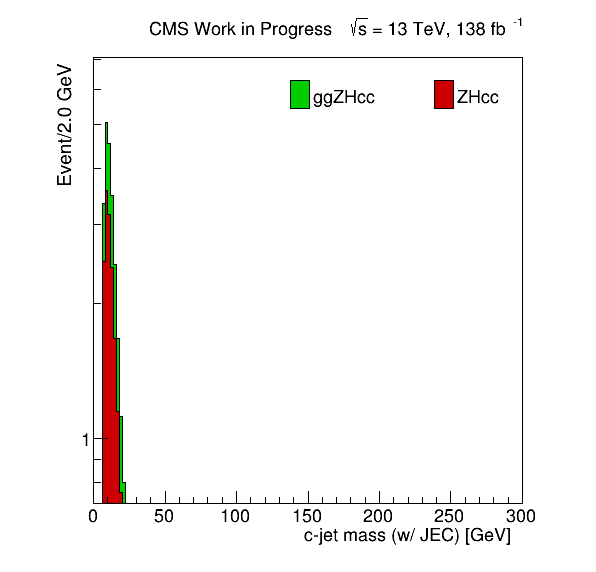 CMS Work in Progress √s = 13 TeV, 138 fb -1
Event/2.0 GeV
ggZHcc ZHcc
1
0 50 100 150 200 250 300
c-jet mass (w/ JEC) [GeV]